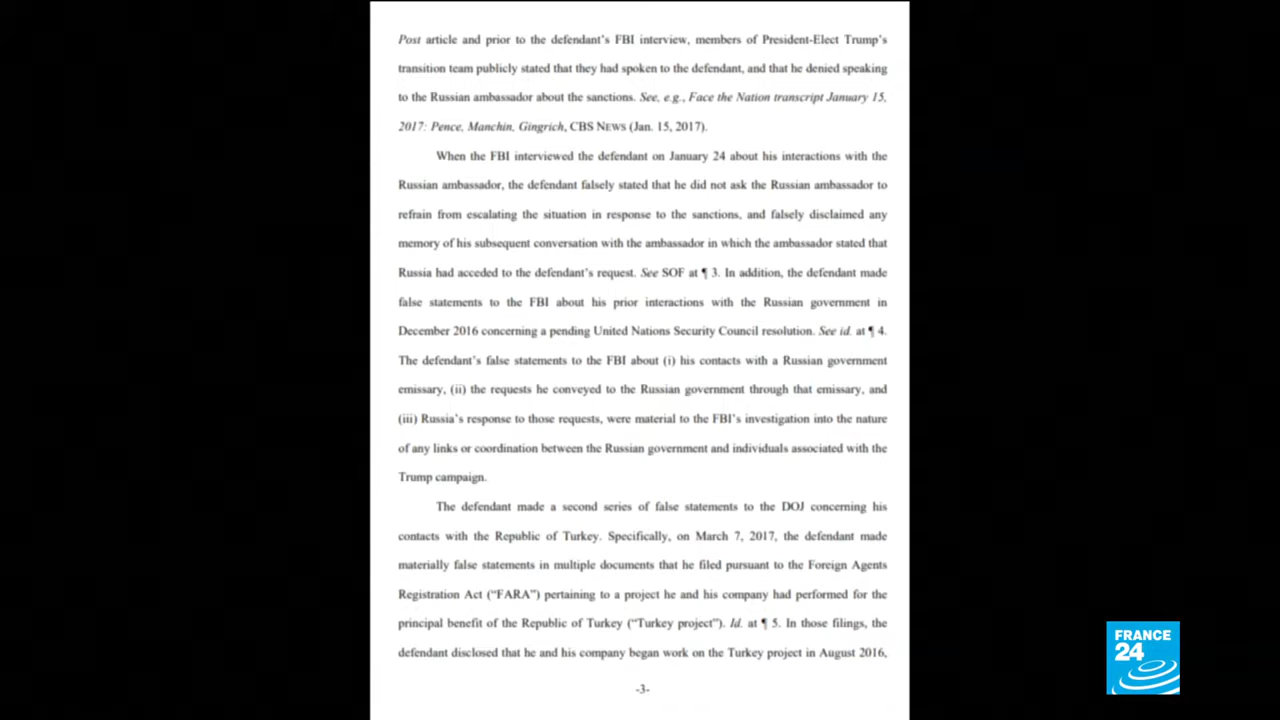 Post article and prior to the defendant's FBI interview, members of President-Elect Trump's
transition team publicly stated that they had spoken to the defendant, and that he denied speaking
to the Russian ambassador about the sanctions. See, e.g., Face the Nation transcript January 15,
2017: Pence, Manchin, Gingrich, CBS NEWS (Jan. 15, 2017).
When the FBI interviewed the defendant on January 24 about his interactions with the
Russian ambassador, the defendant falsely stated that he did not ask the Russian ambassador to
refrain from escalating the situation in response to the sanctions, and falsely disclaimed any
memory of his subsequent conversation with the ambassador in which the ambassador stated that
Russia had acceded to the defendant's request. See SOF at ¶ 3. In addition, the defendant made
false statements to the FBI about his prior interactions with the Russian government in
December 2016 concerning a pending United Nations Security Council resolution. See id. at ¶ 4.
The defendant's false statements to the FBI about (i) his contacts with a Russian government
emissary, (ii) the requests he conveyed to the Russian government through that emissary, and
(iii) Russia's response to those requests, were material to the FBI's investigation into the nature
of any links or coordination between the Russian government and individuals associated with the
Trump campaign.
The defendant made a second series of false statements to the DOJ concerning his
contacts with the Republic of Turkey. Specifically, on March 7, 2017, the defendant made
materially false statements in multiple documents that he filed pursuant to the Foreign Agents
Registration Act ("FARA") pertaining to a project he and his company had performed for the
principal benefit of the Republic of Turkey ("Turkey project"). Id. at ¶ 5. In those filings, the
defendant disclosed that he and his company began work on the Turkey project in August 2016,
-3-
FRANCE
24